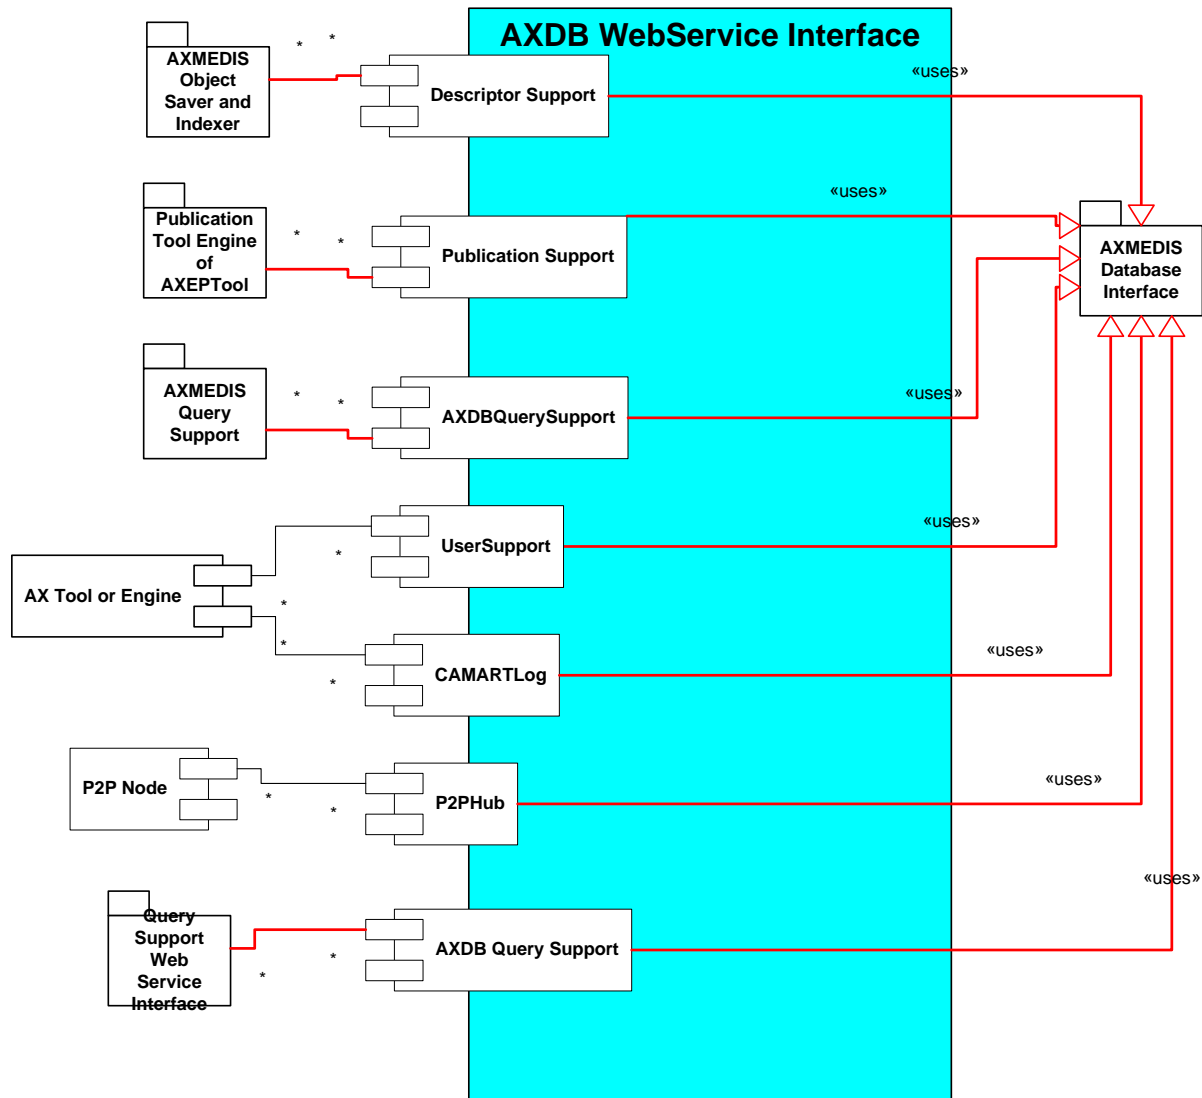 AXDB WebService Interface
AXMEDIS
Object
Saver and
Indexer
*
*
Descriptor Support
«uses»
Publication
Tool Engine
of
AXEPTool
*
*
Publication Support
«uses»
AXMEDIS
Database
Interface
AXMEDIS
Query
Support
*
*
AXDBQuerySupport
«uses»
AX Tool or Engine
*
*
*
UserSupport
«uses»
*
CAMARTLog
«uses»
P2P Node
*
*
P2PHub
«uses»
Query
Support
Web
Service
Interface
*
*
AXDB Query Support
«uses»